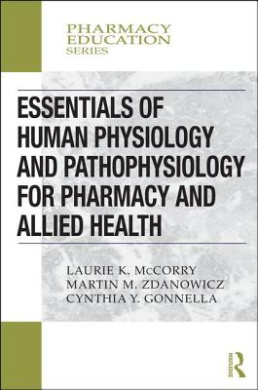 PHARMACY
EDUCATION
SERIES
ESSENTIALS OF
HUMAN PHYSIOLOGY
AND PATHOPHYSIOLOGY
FOR PHARMACY AND
ALLIED HEALTH
LAURIE K. McCORRY
MARTIN M. ZDANOWICZ
CYNTHIA Y. GONNELLA
Routledge